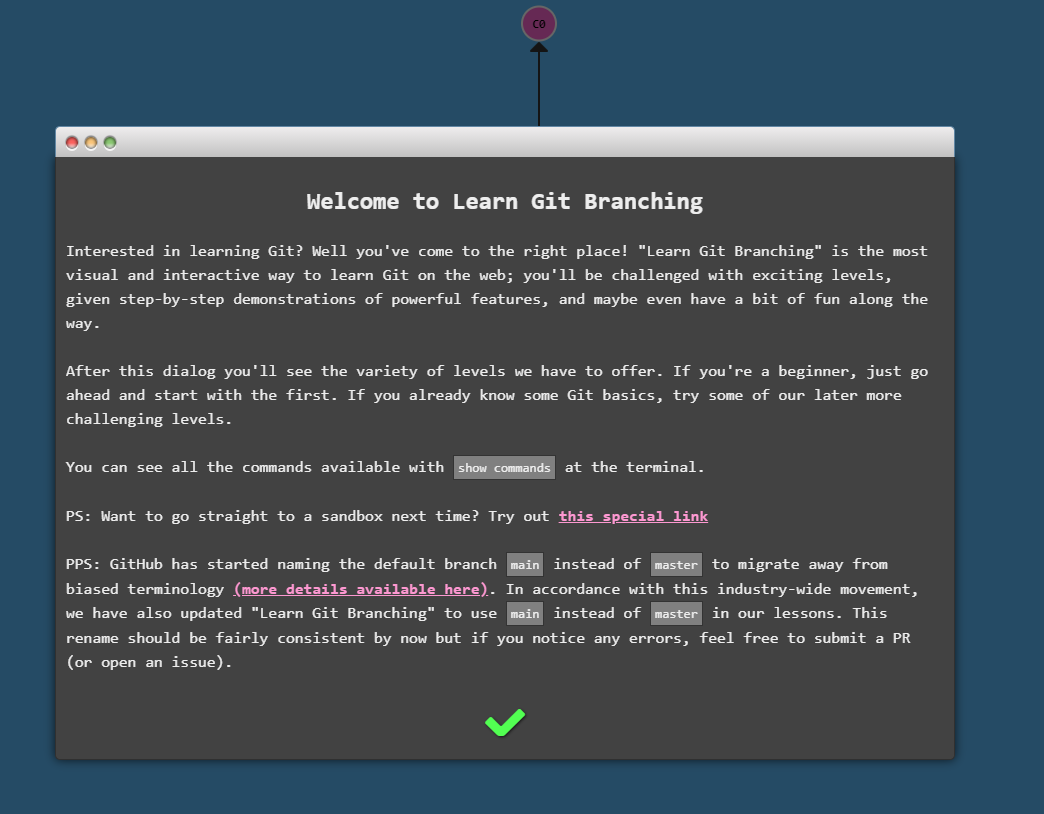 C0
Welcome to Learn Git Branching
Interested in learning Git? Well you've come to the right place! "Learn Git Branching" is the most
visual and interactive way to learn Git on the web; you'll be challenged with exciting levels,
given step-by-step demonstrations of powerful features, and maybe even have a bit of fun along the
way.
After this dialog you'll see the variety of levels we have to offer. If you're a beginner, just go
ahead and start with the first. If you already know some Git basics, try some of our later more
challenging levels.
You can see all the commands available with show commands at the terminal.
PS: Want to go straight to a sandbox next time? Try out this special link
PPS: GitHub has started naming the default branch main instead of master to migrate away from
biased terminology (more details available here). In accordance with this industry-wide movement,
we have also updated "Learn Git Branching" to use main instead of master in our lessons. This
rename should be fairly consistent by now but if you notice any errors, feel free to submit a PR
(or open an issue).